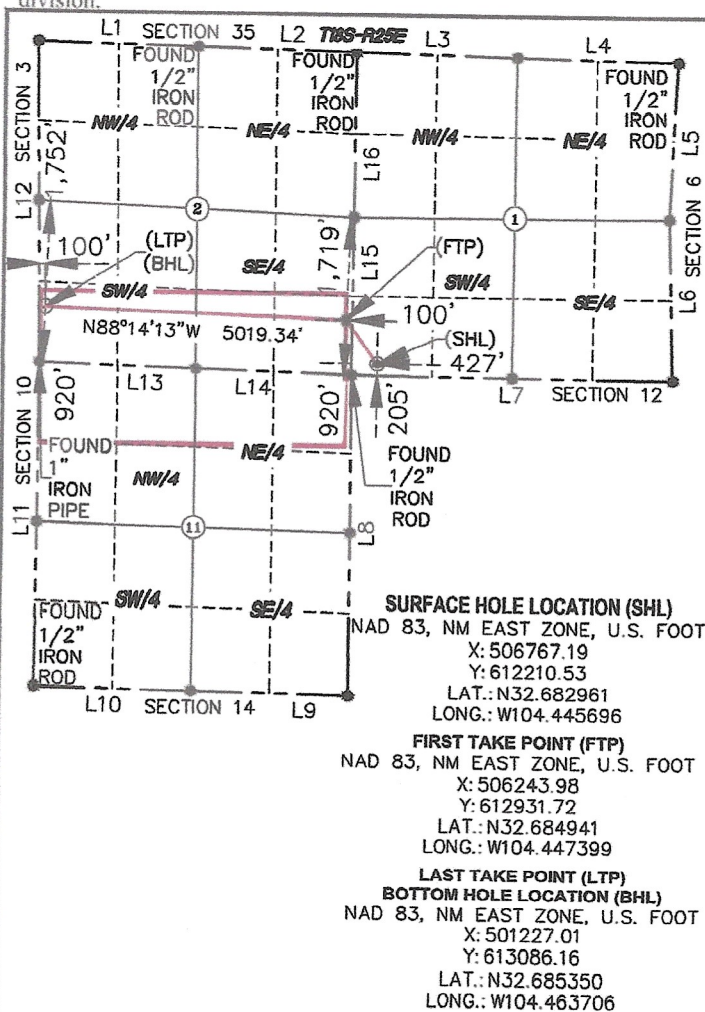 division.
L1 SECTION 35 L2 T18S-R25E L3 L4
FOUND
1/2"
IRON
ROD
FOUND
1/2"
IRON
ROD
FOUND
1/2"
IRON
ROD
SECTION 3
NW/4
NE/4
NW/4
NE/4
L5
L16
1,752'
L12
2
1
SECTION 6
100'
(LTP)
(BHL)
SE/4
1,719'
L15
(FTP)
SW/4
SW/4
SE/4
L6
N88°14'13"W 5019.34'
100'
(SHL)
427'
L13
L14
L7
SECTION 12
SECTION 10
920'
920'
205'
FOUND
1"
IRON
PIPE
NE/4
NW/4
FOUND
1/2"
IRON
ROD
L11
11
L8
SW/4
SE/4
FOUND
1/2"
IRON
ROD
L10 SECTION 14 L9
SURFACE HOLE LOCATION (SHL)
NAD 83, NM EAST ZONE, U.S. FOOT
X: 506767.19
Y: 612210.53
LAT.: N32.682961
LONG.: W104.445696
FIRST TAKE POINT (FTP)
NAD 83, NM EAST ZONE, U.S. FOOT
X: 506243.98
Y: 612931.72
LAT.: N32.684941
LONG.: W104.447399
LAST TAKE POINT (LTP)
BOTTOM HOLE LOCATION (BHL)
NAD 83, NM EAST ZONE, U.S. FOOT
X: 501227.01
Y: 613086.16
LAT.: N32.685350
LONG.: W104.463706